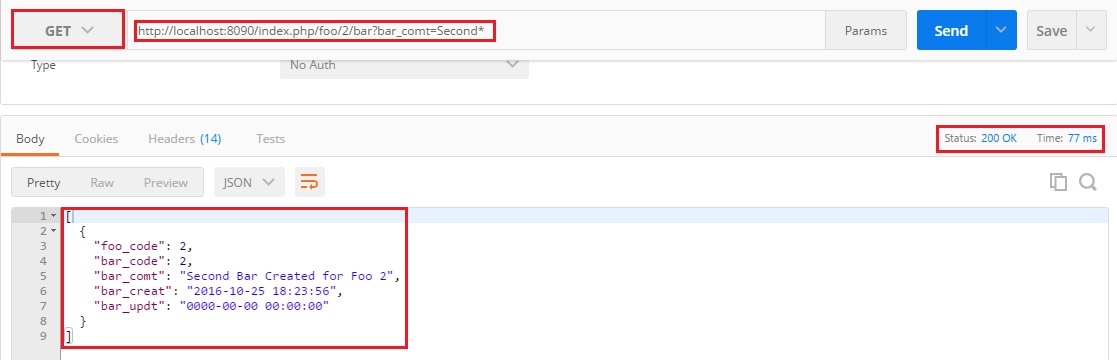 GET http://localhost:8090/index.php/foo/2/bar?bar_comt=Second* Params Send Save
Type No Auth
Body Cookies Headers (14) Tests Status: 200 OK Time: 77 ms
Pretty Raw Preview JSON
1 [
2 {
3 "foo_code": 2,
4 "bar_code": 2,
5 "bar_comt": "Second Bar Created for Foo 2",
6 "bar_creat": "2016-10-25 18:23:56",
7 "bar_updt": "0000-00-00 00:00:00"
8 }
9 ]